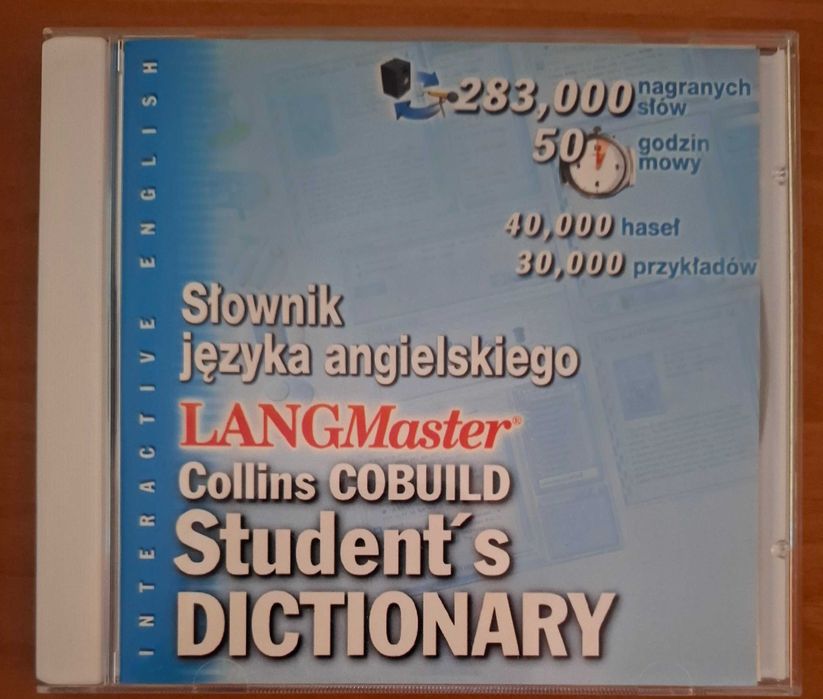 INTERACTIVE ENGLISH
283,000 nagranych
słów
50 godzin
mowy
40,000 haseł
30,000 przykładów
Słownik
języka angielskiego
LANGMaster®
Collins COBUILD
Student´s
DICTIONARY